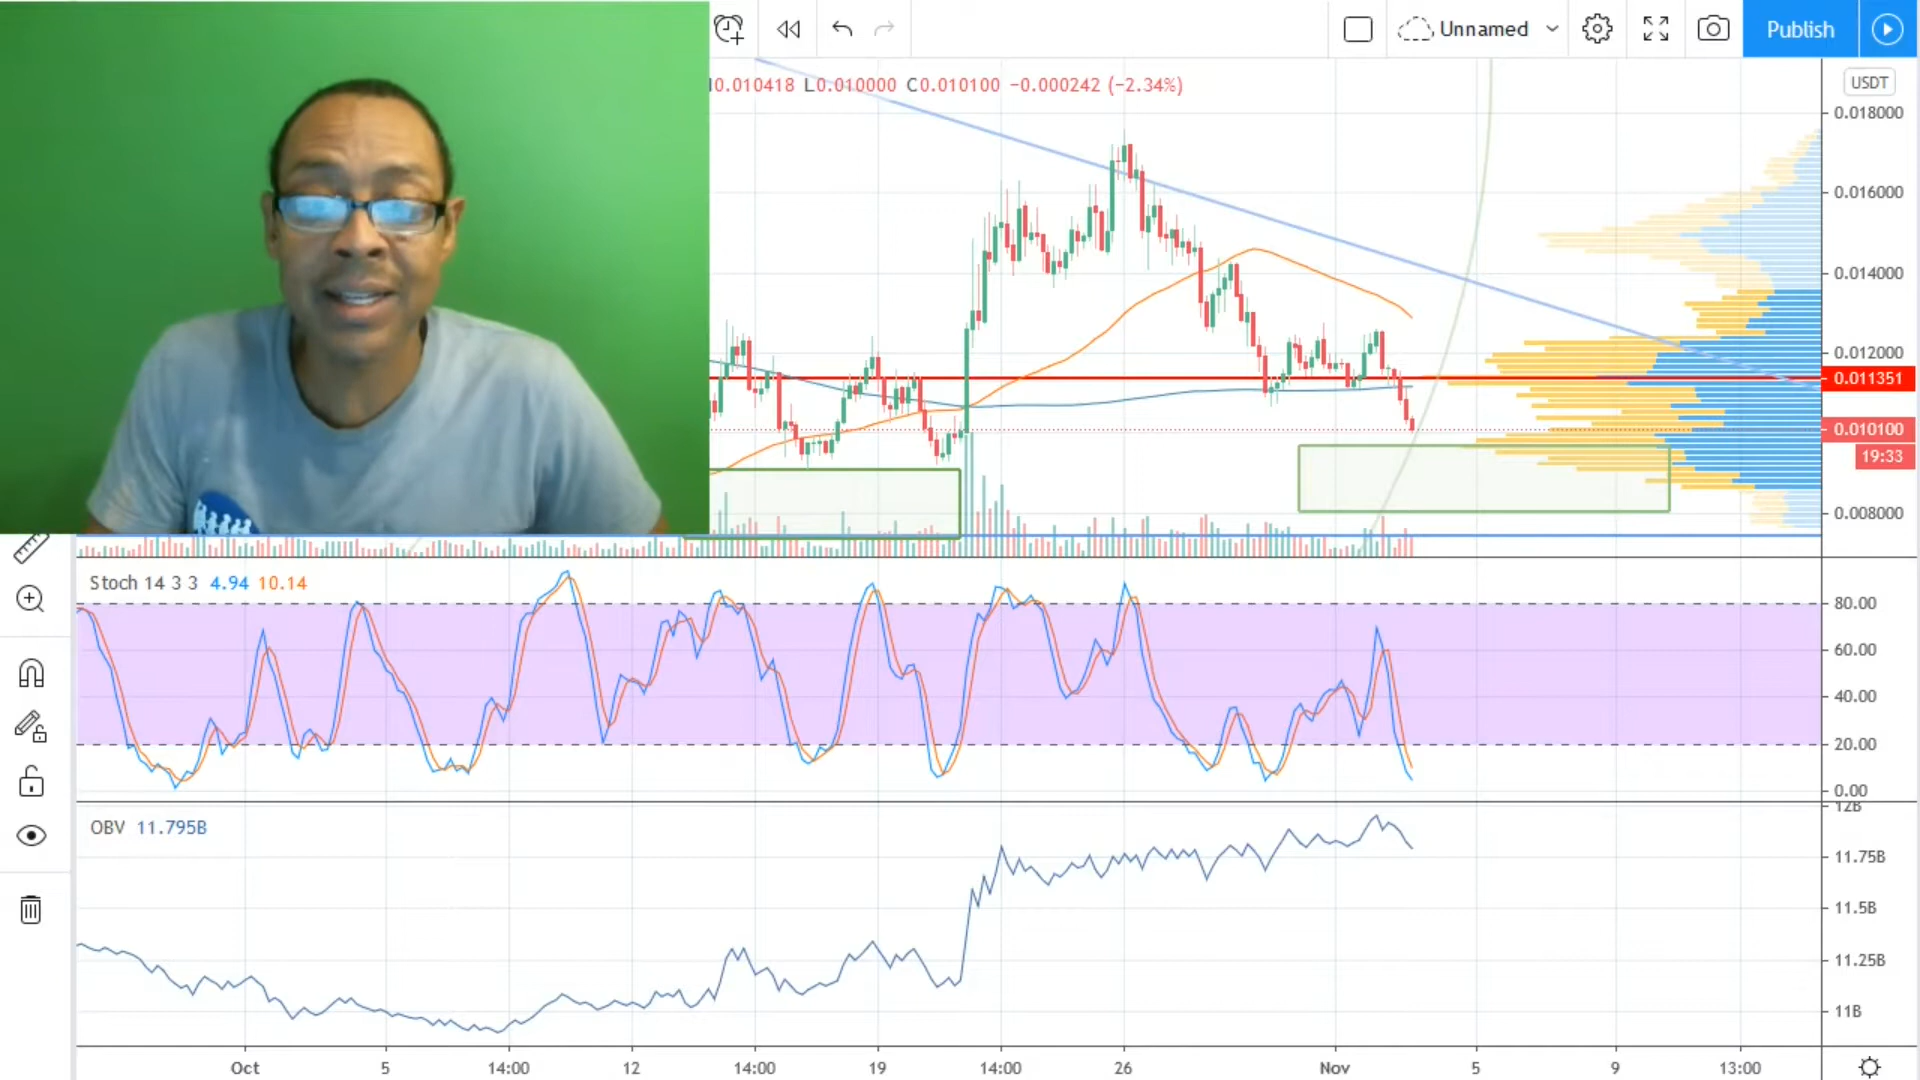 Unnamed
Publish
0.010418 L0.010000 C0.010100 −0.000242 (−2.34%)
USDT
0.018000
0.016000
0.014000
0.012000
0.011351
0.010100
19:33
0.008000
Stoch 14 3 3 4.94 10.14
80.00
60.00
40.00
20.00
0.00
OBV 11.795B
12B
11.75B
11.5B
11.25B
11B
Oct 5 14:00 12 14:00 19 14:00 26 Nov 5 9 13:00